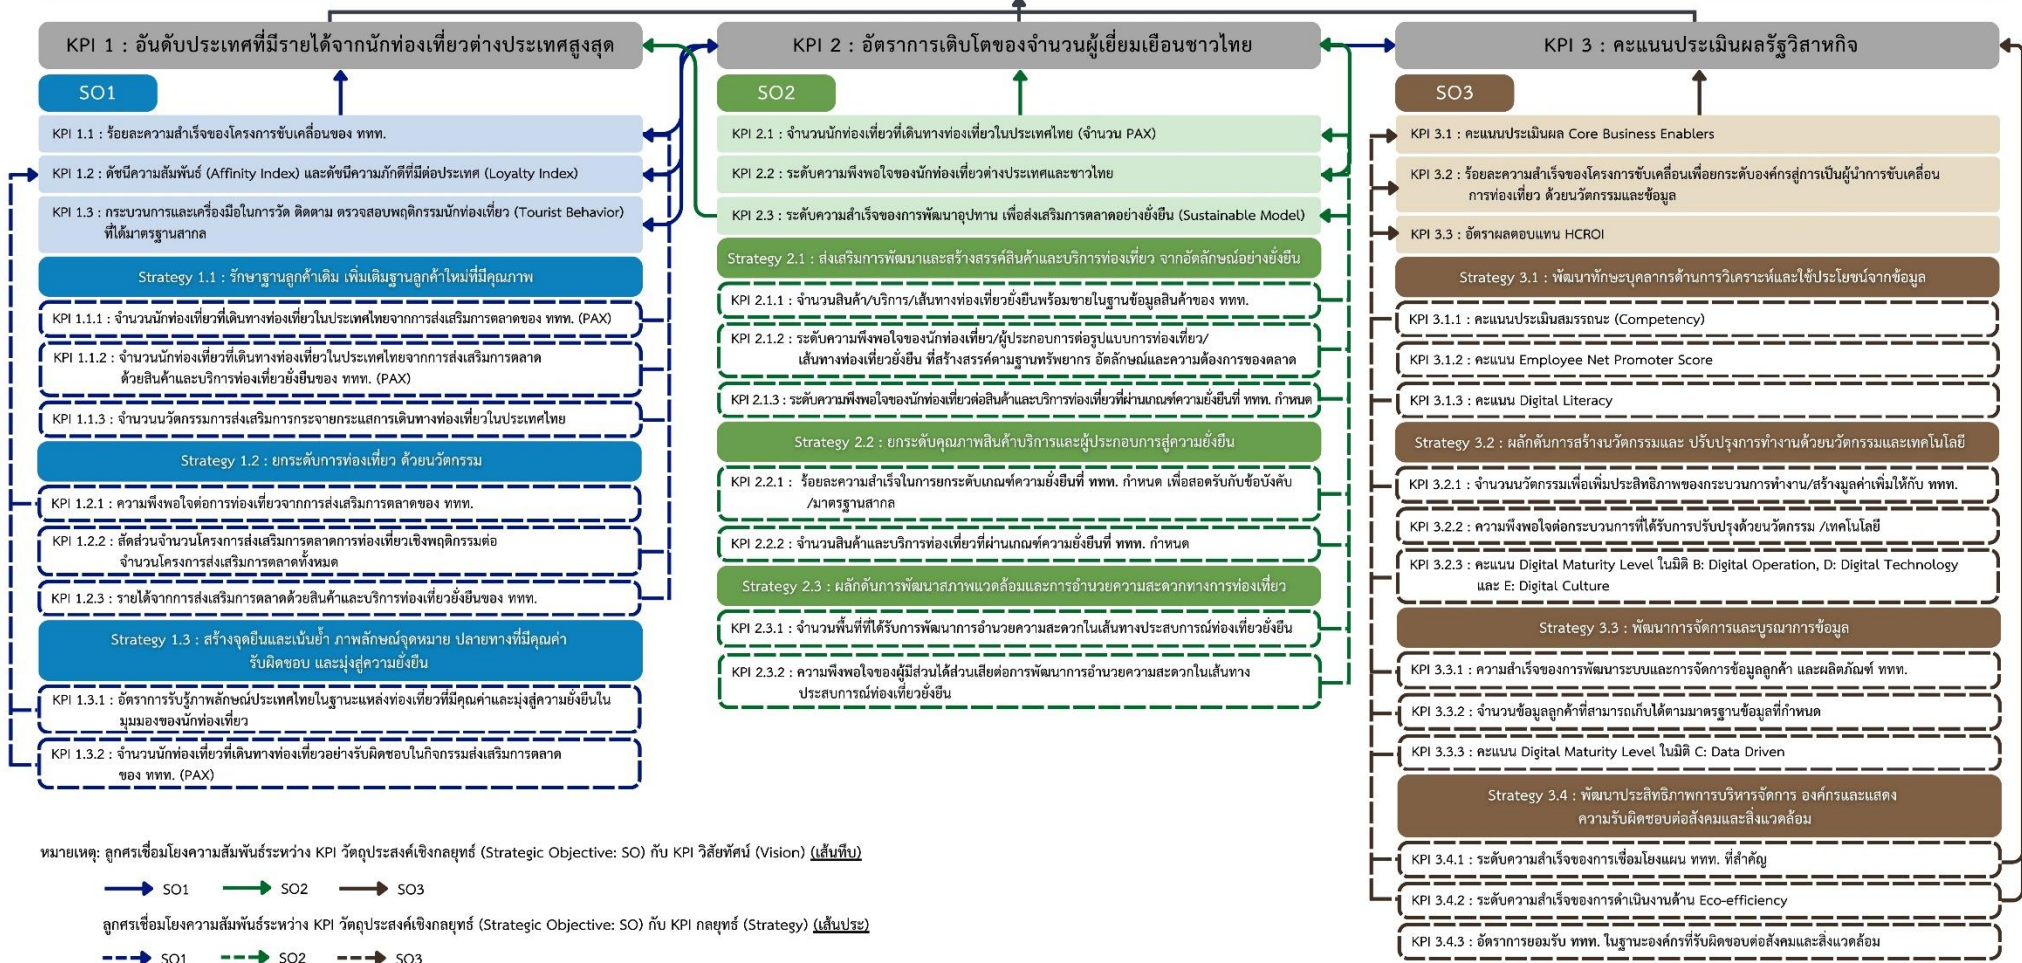 KPI 1 : อันดับประเทศที่มีรายได้จากนักท่องเที่ยวต่างประเทศสูงสุด
SO1
KPI 1.1 : ร้อยละความสำเร็จของโครงการขับเคลื่อนของ ททท.
KPI 1.2 : ดัชนีความสัมพันธ์ (Affinity Index) และดัชนีความภักดีที่มีต่อประเทศ (Loyalty Index)
KPI 1.3 : กระบวนการและเครื่องมือในการวัด ติดตาม ตรวจสอบพฤติกรรมนักท่องเที่ยว (Tourist Behavior)
ที่ได้มาตรฐานสากล
Strategy 1.1 : รักษาฐานลูกค้าเดิม เพิ่มเติมฐานลูกค้าใหม่ที่มีคุณภาพ
KPI 1.1.1 : จำนวนนักท่องเที่ยวที่เดินทางท่องเที่ยวในประเทศไทยจากการส่งเสริมการตลาดของ ททท. (PAX)
KPI 1.1.2 : จำนวนนักท่องเที่ยวที่เดินทางท่องเที่ยวในประเทศไทยจากการส่งเสริมการตลาด
ด้วยสินค้าและบริการท่องเที่ยวยั่งยืนของ ททท. (PAX)
KPI 1.1.3 : จำนวนนวัตกรรมการส่งเสริมการกระจายกระแสการเดินทางท่องเที่ยวในประเทศไทย
Strategy 1.2 : ยกระดับการท่องเที่ยว ด้วยนวัตกรรม
KPI 1.2.1 : ความพึงพอใจต่อการท่องเที่ยวจากการส่งเสริมการตลาดของ ททท.
KPI 1.2.2 : สัดส่วนจำนวนโครงการส่งเสริมการตลาดการท่องเที่ยวเชิงพฤติกรรมต่อ
จำนวนโครงการส่งเสริมการตลาดทั้งหมด
KPI 1.2.3 : รายได้จากการส่งเสริมการตลาดด้วยสินค้าและบริการท่องเที่ยวยั่งยืนของ ททท.
Strategy 1.3 : สร้างจุดยืนและเน้นย้ำ ภาพลักษณ์จุดหมาย ปลายทางที่มีคุณค่า
รับผิดชอบ และมุ่งสู่ความยั่งยืน
KPI 1.3.1 : อัตราการรับรู้ภาพลักษณ์ประเทศไทยในฐานะแหล่งท่องเที่ยวที่มีคุณค่าและมุ่งสู่ความยั่งยืนใน
มุมมองของนักท่องเที่ยว
KPI 1.3.2 : จำนวนนักท่องเที่ยวที่เดินทางท่องเที่ยวอย่างรับผิดชอบในกิจกรรมส่งเสริมการตลาด
ของ ททท. (PAX)
KPI 2 : อัตราการเติบโตของจำนวนผู้เยี่ยมเยือนชาวไทย
SO2
KPI 2.1 : จำนวนนักท่องเที่ยวที่เดินทางท่องเที่ยวในประเทศไทย (จำนวน PAX)
KPI 2.2 : ระดับความพึงพอใจของนักท่องเที่ยวต่างประเทศและชาวไทย
KPI 2.3 : ระดับความสำเร็จของการพัฒนาอุปทาน เพื่อส่งเสริมการตลาดอย่างยั่งยืน (Sustainable Model)
Strategy 2.1 : ส่งเสริมการพัฒนาและสร้างสรรค์สินค้าและบริการท่องเที่ยว จากอัตลักษณ์อย่างยั่งยืน
KPI 2.1.1 : จำนวนสินค้า/บริการ/เส้นทางท่องเที่ยวยั่งยืนพร้อมขายในฐานข้อมูลสินค้าของ ททท.
KPI 2.1.2 : ระดับความพึงพอใจของนักท่องเที่ยว/ผู้ประกอบการต่อรูปแบบการท่องเที่ยว/
เส้นทางท่องเที่ยวยั่งยืน ที่สร้างสรรค์ตามฐานทรัพยากร อัตลักษณ์และความต้องการของตลาด
KPI 2.1.3 : ระดับความพึงพอใจของนักท่องเที่ยวต่อสินค้าและบริการท่องเที่ยวที่ผ่านเกณฑ์ความยั่งยืนที่ ททท. กำหนด
Strategy 2.2 : ยกระดับคุณภาพสินค้าบริการและผู้ประกอบการสู่ความยั่งยืน
KPI 2.2.1 : ร้อยละความสำเร็จในการยกระดับเกณฑ์ความยั่งยืนที่ ททท. กำหนด เพื่อสอดรับกับข้อบังคับ
/มาตรฐานสากล
KPI 2.2.2 : จำนวนสินค้าและบริการท่องเที่ยวที่ผ่านเกณฑ์ความยั่งยืนที่ ททท. กำหนด
Strategy 2.3 : ผลักดันการพัฒนาสภาพแวดล้อมและการอำนวยความสะดวกทางการท่องเที่ยว
KPI 2.3.1 : จำนวนพื้นที่ที่ได้รับการพัฒนาการอำนวยความสะดวกในเส้นทางประสบการณ์ท่องเที่ยวยั่งยืน
KPI 2.3.2 : ความพึงพอใจของผู้มีส่วนได้ส่วนเสียต่อการพัฒนาการอำนวยความสะดวกในเส้นทาง
ประสบการณ์ท่องเที่ยวยั่งยืน
KPI 3 : คะแนนประเมินผลรัฐวิสาหกิจ
SO3
KPI 3.1 : คะแนนประเมินผล Core Business Enablers
KPI 3.2 : ร้อยละความสำเร็จของโครงการขับเคลื่อนเพื่อยกระดับองค์กรสู่การเป็นผู้นำการขับเคลื่อน
การท่องเที่ยว ด้วยนวัตกรรมและข้อมูล
KPI 3.3 : อัตราผลตอบแทน HCROI
Strategy 3.1 : พัฒนาทักษะบุคลากรด้านการวิเคราะห์และใช้ประโยชน์จากข้อมูล
KPI 3.1.1 : คะแนนประเมินสมรรถนะ (Competency)
KPI 3.1.2 : คะแนน Employee Net Promoter Score
KPI 3.1.3 : คะแนน Digital Literacy
Strategy 3.2 : ผลักดันการสร้างนวัตกรรมและ ปรับปรุงการทำงานด้วยนวัตกรรมและเทคโนโลยี
KPI 3.2.1 : จำนวนนวัตกรรมเพื่อเพิ่มประสิทธิภาพของกระบวนการทำงาน/สร้างมูลค่าเพิ่มให้กับ ททท.
KPI 3.2.2 : ความพึงพอใจต่อกระบวนการที่ได้รับการปรับปรุงด้วยนวัตกรรม /เทคโนโลยี
KPI 3.2.3 : คะแนน Digital Maturity Level ในมิติ B: Digital Operation, D: Digital Technology
และ E: Digital Culture
Strategy 3.3 : พัฒนาการจัดการและบูรณาการข้อมูล
KPI 3.3.1 : ความสำเร็จของการพัฒนาระบบและการจัดการข้อมูลลูกค้า และผลิตภัณฑ์ ททท.
KPI 3.3.2 : จำนวนข้อมูลลูกค้าที่สามารถเก็บได้ตามมาตรฐานข้อมูลที่กำหนด
KPI 3.3.3 : คะแนน Digital Maturity Level ในมิติ C: Data Driven
Strategy 3.4 : พัฒนาประสิทธิภาพการบริหารจัดการ องค์กรและแสดง
ความรับผิดชอบต่อสังคมและสิ่งแวดล้อม
KPI 3.4.1 : ระดับความสำเร็จของการเชื่อมโยงแผน ททท. ที่สำคัญ
KPI 3.4.2 : ระดับความสำเร็จของการดำเนินงานด้าน Eco-efficiency
KPI 3.4.3 : อัตราการยอมรับ ททท. ในฐานะองค์กรที่รับผิดชอบต่อสังคมและสิ่งแวดล้อม
หมายเหตุ: ลูกศรเชื่อมโยงความสัมพันธ์ระหว่าง KPI วัตถุประสงค์เชิงกลยุทธ์ (Strategic Objective: SO) กับ KPI วิสัยทัศน์ (Vision) (เส้นทึบ)
SO1 SO2 SO3
ลูกศรเชื่อมโยงความสัมพันธ์ระหว่าง KPI วัตถุประสงค์เชิงกลยุทธ์ (Strategic Objective: SO) กับ KPI กลยุทธ์ (Strategy) (เส้นประ)
SO1 SO2 SO3